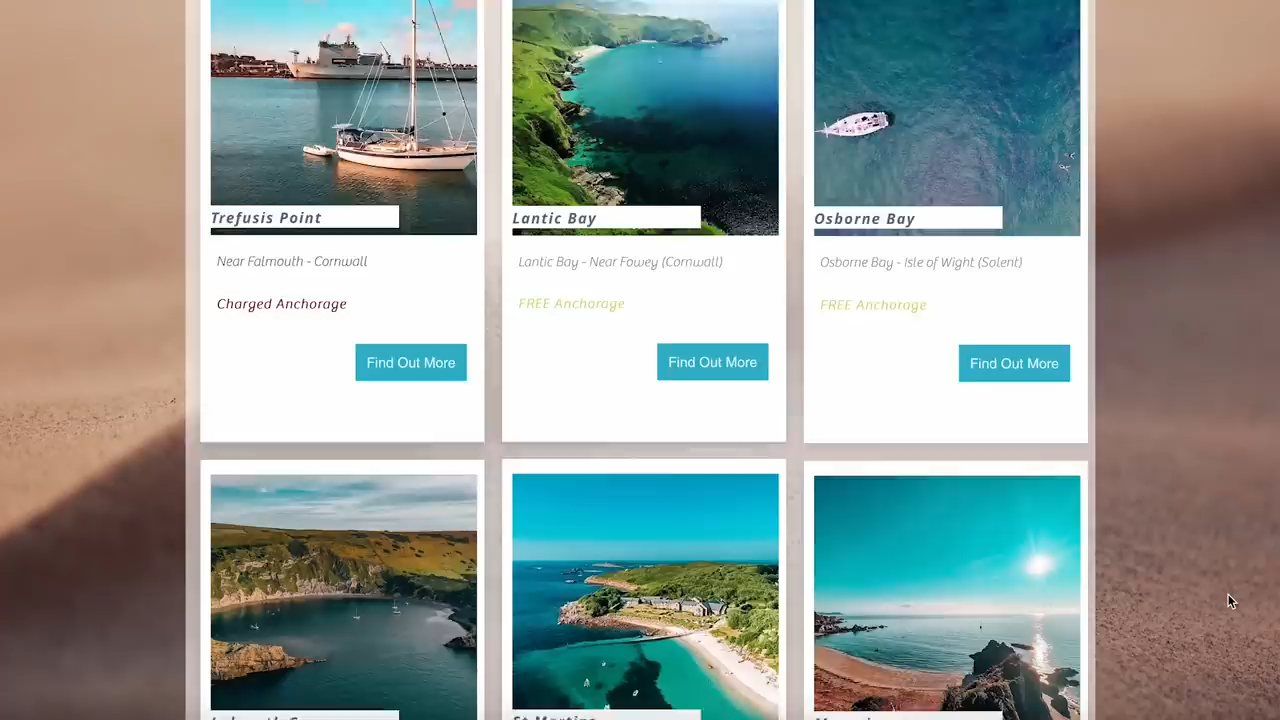 Trefusis Point
Near Falmouth - Cornwall
Charged Anchorage
Find Out More
Lantic Bay
Lantic Bay - Near Fowey (Cornwall)
FREE Anchorage
Find Out More
Osborne Bay
Osborne Bay - Isle of Wight (Solent)
FREE Anchorage
Find Out More